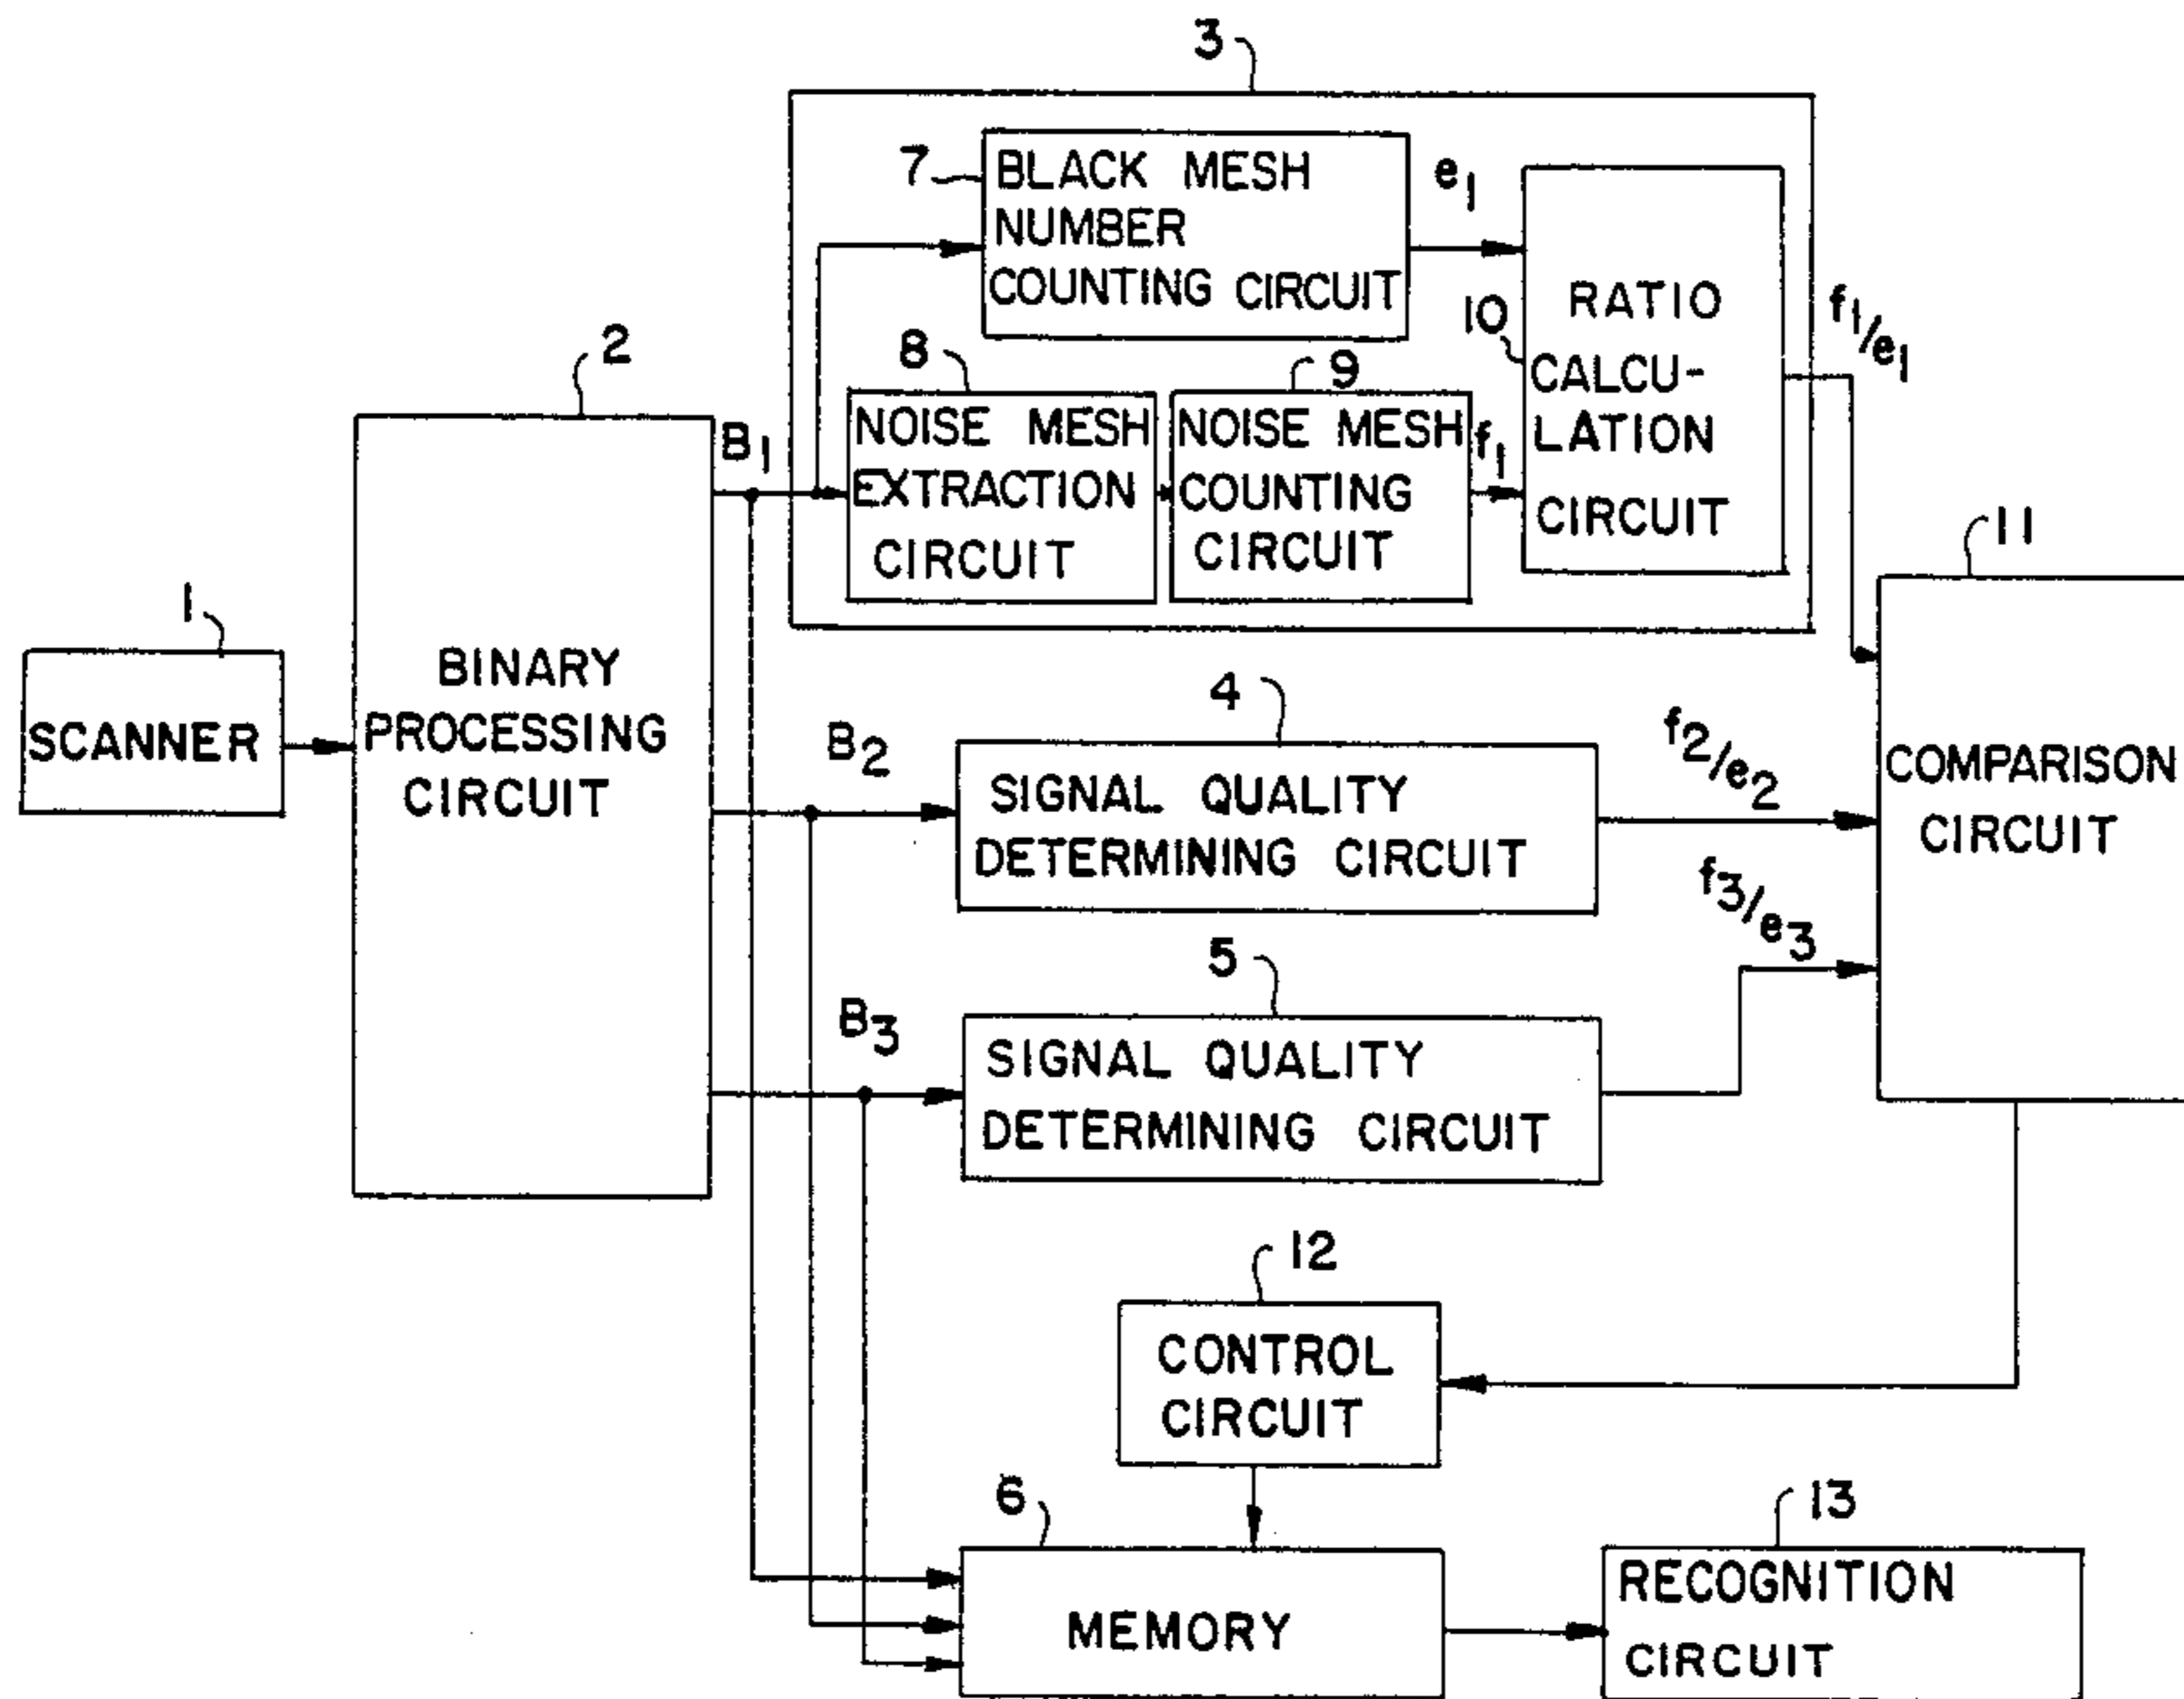 3
7
BLACK MESH
NUMBER
COUNTING CIRCUIT
e1
RATIO
CALCU-
LATION
CIRCUIT
10
f1/e1
8
NOISE MESH
EXTRACTION
CIRCUIT
9
NOISE MESH
COUNTING
CIRCUIT
f1
2
B1
BINARY
PROCESSING
CIRCUIT
1
SCANNER
11
COMPARISON
CIRCUIT
4
B2
SIGNAL QUALITY
DETERMINING CIRCUIT
f2/e2
f3/e3
5
B3
SIGNAL QUALITY
DETERMINING CIRCUIT
12
CONTROL
CIRCUIT
6
MEMORY
13
RECOGNITION
CIRCUIT